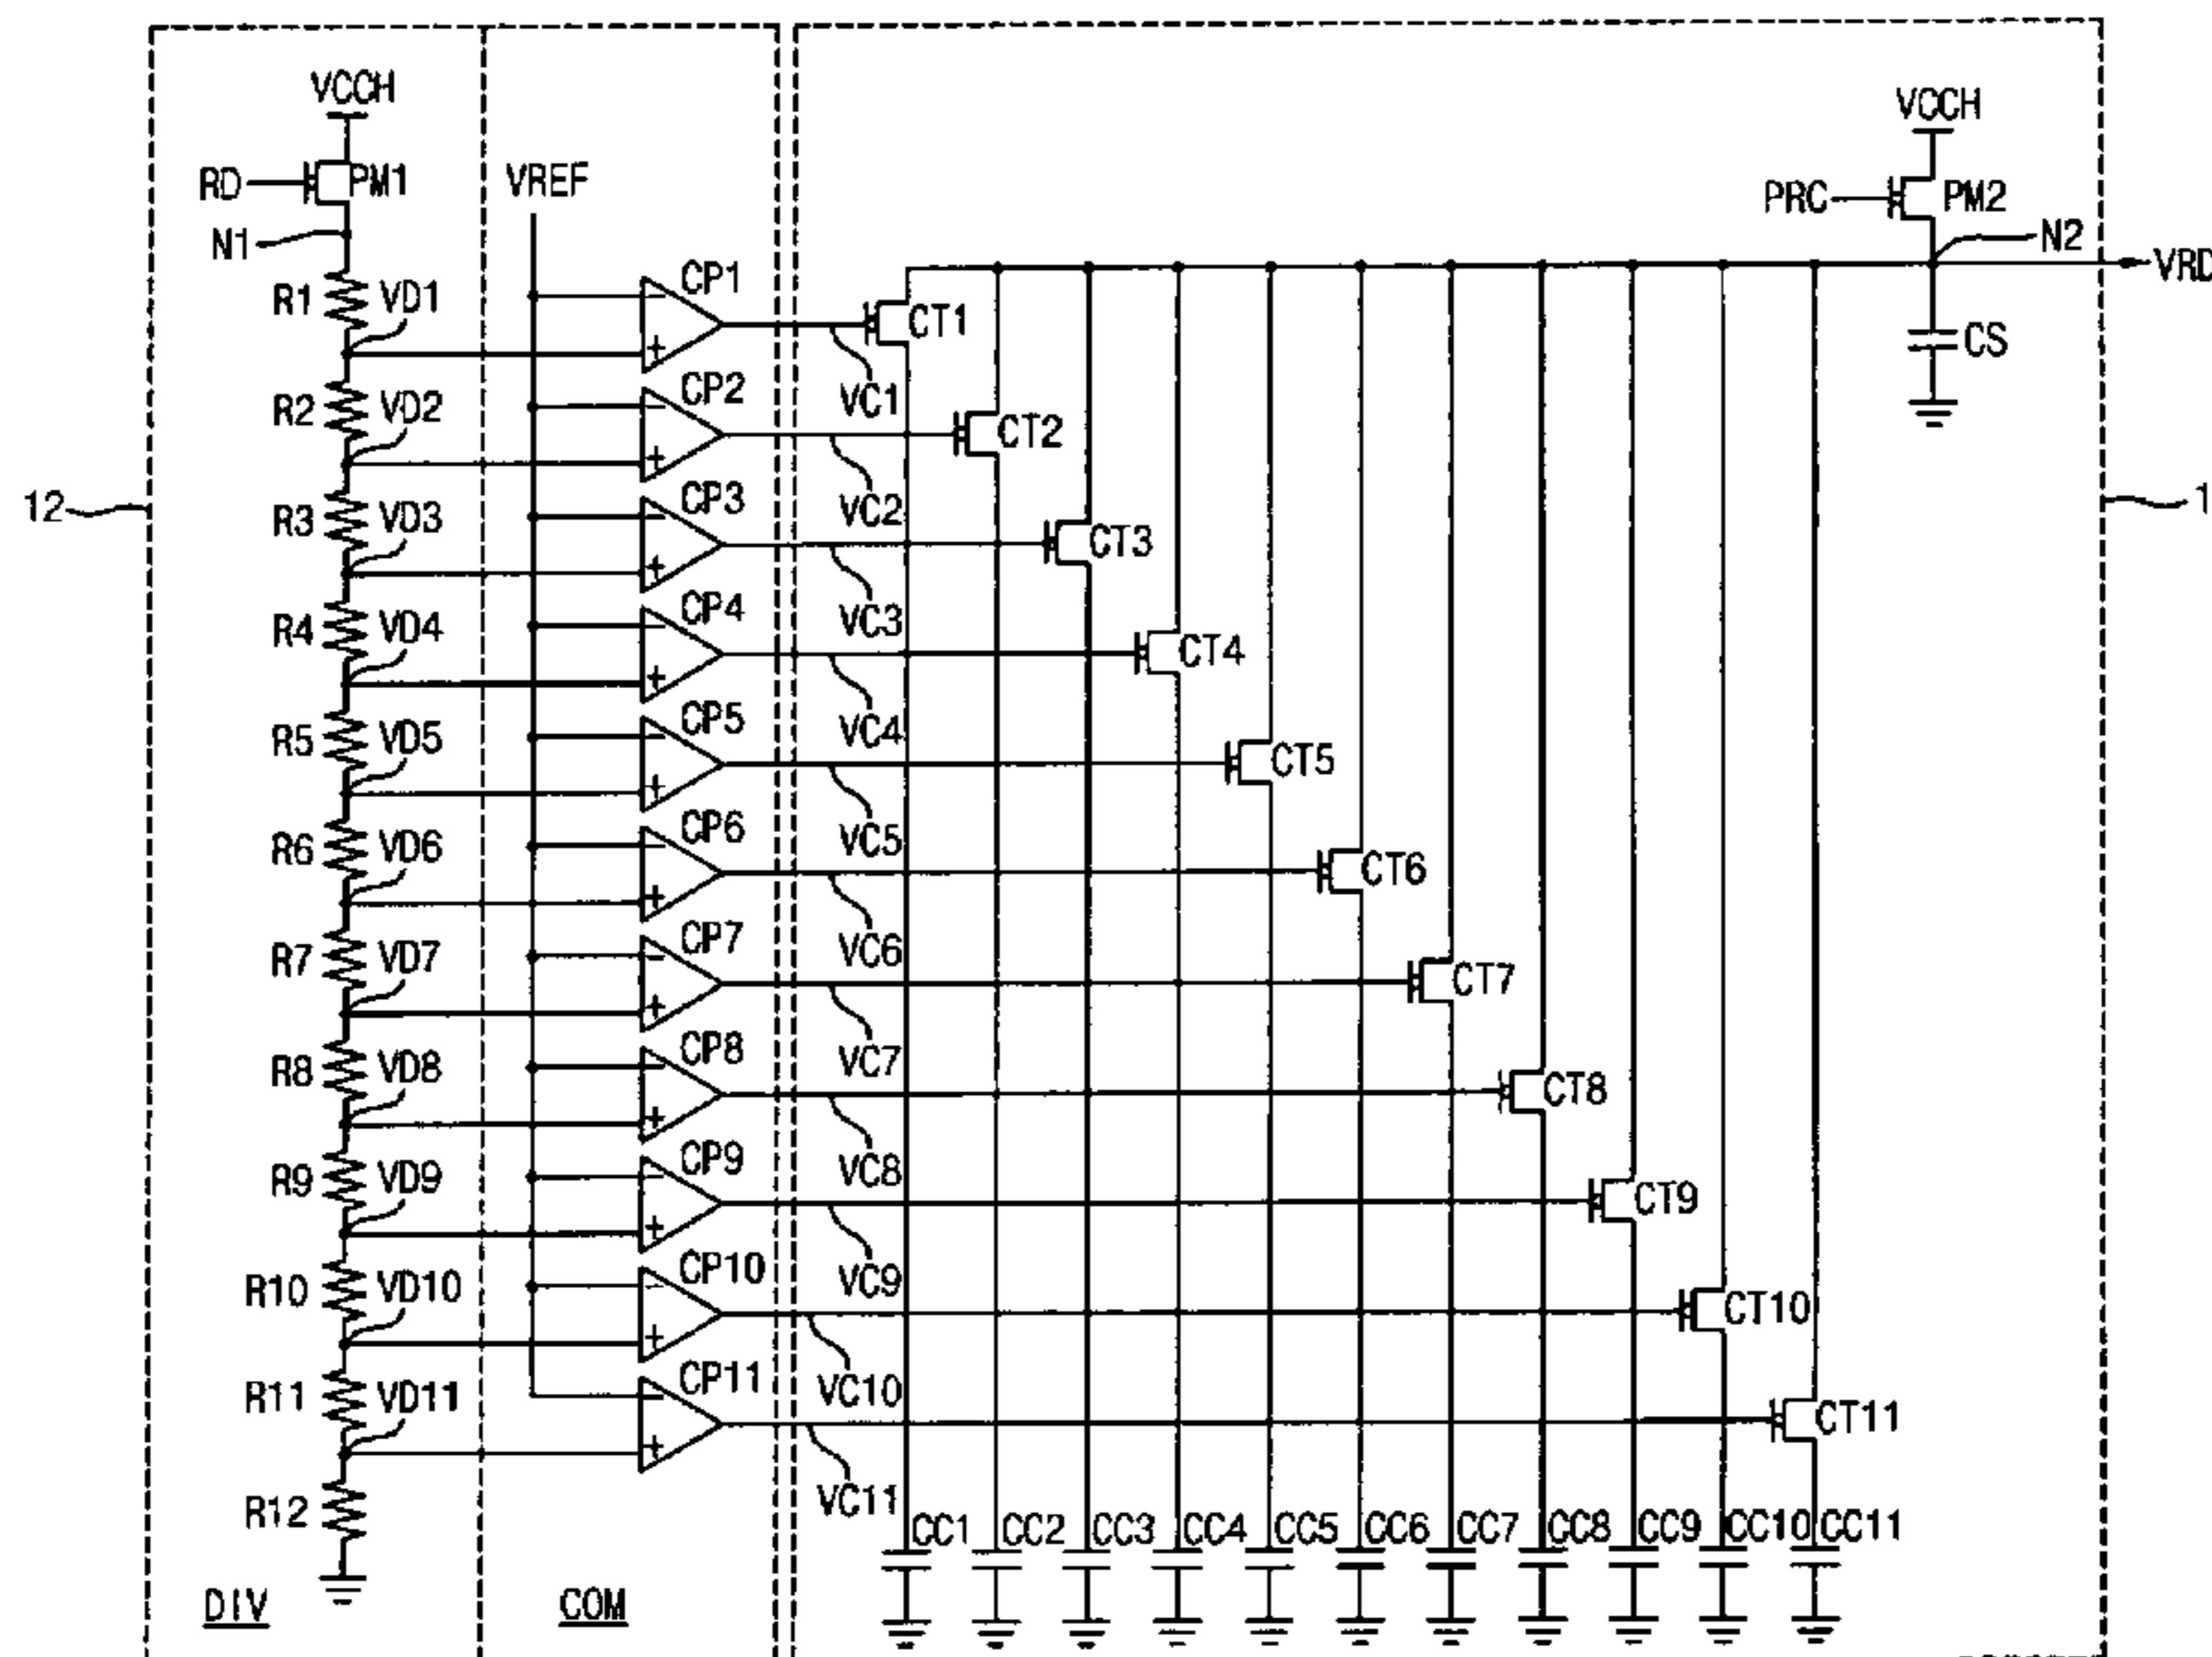 VCCH
RD
PM1
N1
VREF
VCCH
PRC
PM2
N2
VRD
CS
12
1
R1
VD1
CP1
CT1
VC1
R2
VD2
CP2
CT2
VC2
R3
VD3
CP3
CT3
VC3
R4
VD4
CP4
CT4
VC4
R5
VD5
CP5
CT5
VC5
R6
VD6
CP6
CT6
VC6
R7
VD7
CP7
CT7
VC7
R8
VD8
CP8
CT8
VC8
R9
VD9
CP9
CT9
VC9
R10
VD10
CP10
CT10
VC10
R11
VD11
CP11
CT11
VC11
R12
- + - + - + - + - + - + - + - + - + - + - +
CC1 CC2 CC3 CC4 CC5 CC6 CC7 CC8 CC9 CC10 CC11
DIV
COM